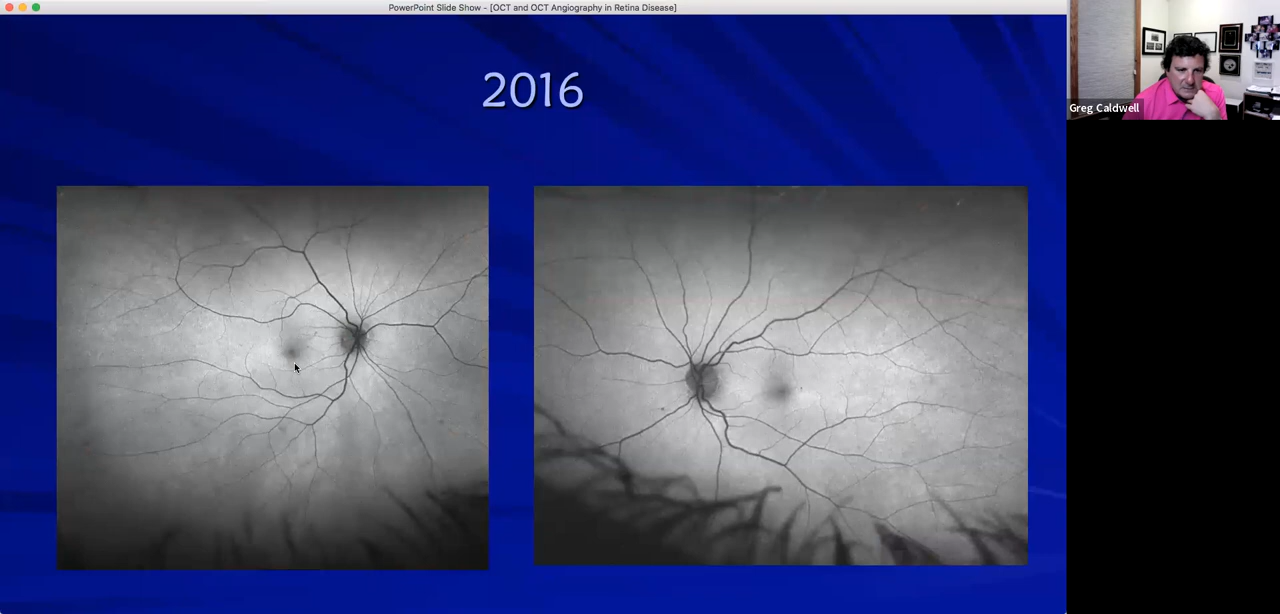 PowerPoint Slide Show - [OCT and OCT Angiography in Retina Disease]
2016
Greg Caldwell